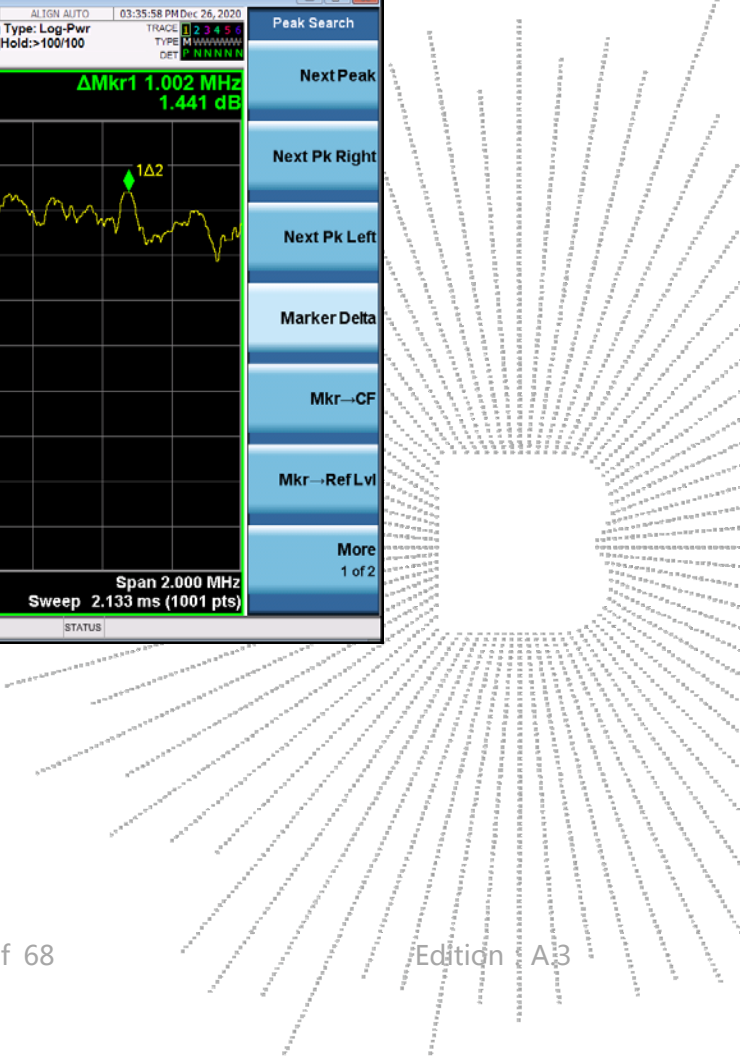 ALIGN AUTO
03:35:58 PM Dec 26, 2020
Peak Search
Type: Log-Pwr
TRACE 1 2 3 4 5 6
Hold:>100/100
TYPE M WWWWW
DET P N N N N N
ΔMkr1 1.002 MHz
1.441 dB
Next Peak
Next Pk Right
1Δ2
Next Pk Left
Marker Delta
Mkr→CF
Mkr→Ref Lvl
More
1 of 2
Span 2.000 MHz
Sweep 2.133 ms (1001 pts)
STATUS
f 68
Edition : A.3